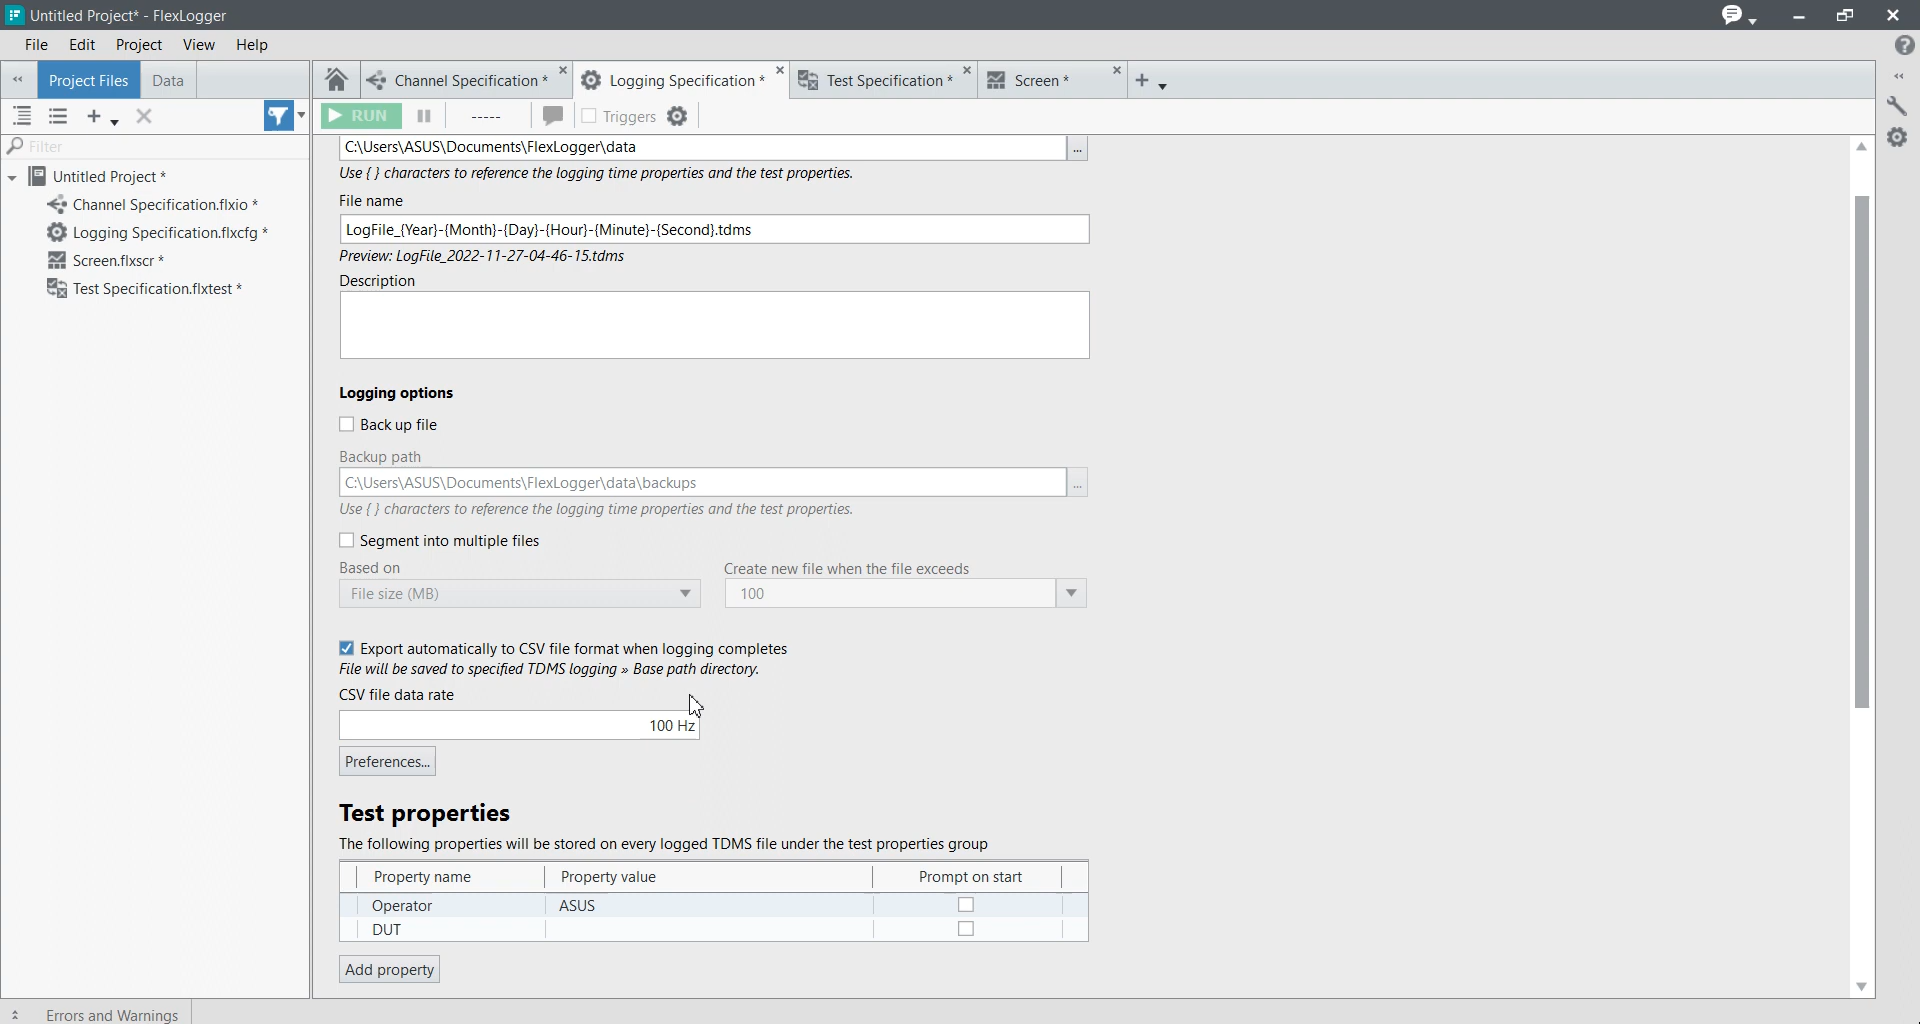 Untitled Project* - FlexLogger
File Edit Project View Help
Project Files Data
Channel Specification * Logging Specification * Test Specification * Screen *
RUN ----- Triggers
Filter
Untitled Project *
Channel Specification.flxio *
Logging Specification.flxcfg *
Screen.flxscr *
Test Specification.flxtest *
C:\Users\ASUS\Documents\FlexLogger\data ...
Use { } characters to reference the logging time properties and the test properties.
File name
LogFile_{Year}-{Month}-{Day}-{Hour}-{Minute}-{Second}.tdms
Preview: LogFile_2022-11-27-04-46-15.tdms
Description
Logging options
Back up file
Backup path
C:\Users\ASUS\Documents\FlexLogger\data\backups ...
Use { } characters to reference the logging time properties and the test properties.
Segment into multiple files
Based on Create new file when the file exceeds
File size (MB) 100
Export automatically to CSV file format when logging completes
File will be saved to specified TDMS logging » Base path directory.
CSV file data rate
100 Hz
Preferences...
Test properties
The following properties will be stored on every logged TDMS file under the test properties group
Property name Property value Prompt on start
Operator ASUS
DUT
Add property
Errors and Warnings